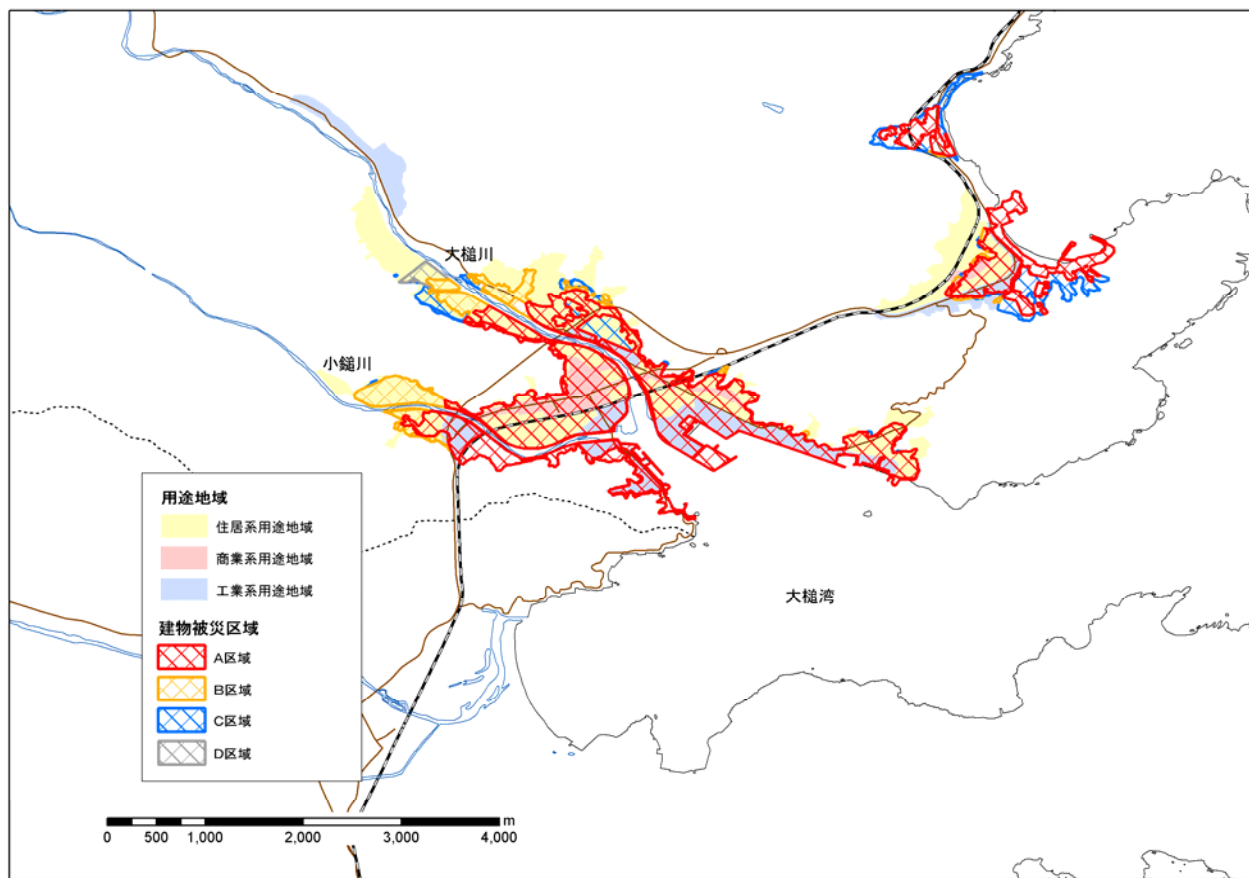 大槌川
小鎚川
大槌湾
用途地域
住居系用途地域
商業系用途地域
工業系用途地域
建物被災区域
A区域
B区域
C区域
D区域
0 500 1,000 2,000 3,000 4,000 m